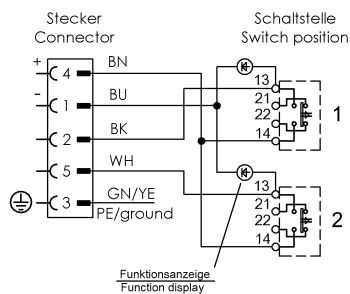 Stecker
Connector
Schaltstelle
Switch position
+ 4 BN
- 1 BU
2 BK
5 WH
3 GN/YE
PE/ground
13
21
22
14
1
13
21
22
14
2
Funktionsanzeige
Function display